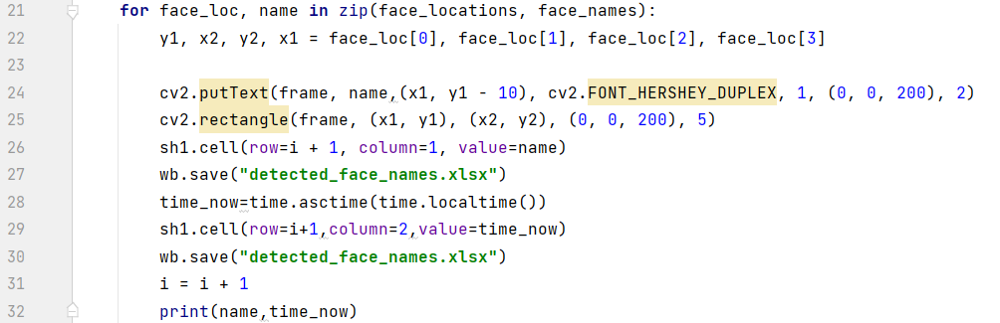 21 for face_loc, name in zip(face_locations, face_names):
22 y1, x2, y2, x1 = face_loc[0], face_loc[1], face_loc[2], face_loc[3]
23
24 cv2.putText(frame, name,(x1, y1 - 10), cv2.FONT_HERSHEY_DUPLEX, 1, (0, 0, 200), 2)
25 cv2.rectangle(frame, (x1, y1), (x2, y2), (0, 0, 200), 5)
26 sh1.cell(row=i + 1, column=1, value=name)
27 wb.save("detected_face_names.xlsx")
28 time_now=time.asctime(time.localtime())
29 sh1.cell(row=i+1,column=2,value=time_now)
30 wb.save("detected_face_names.xlsx")
31 i = i + 1
32 print(name,time_now)